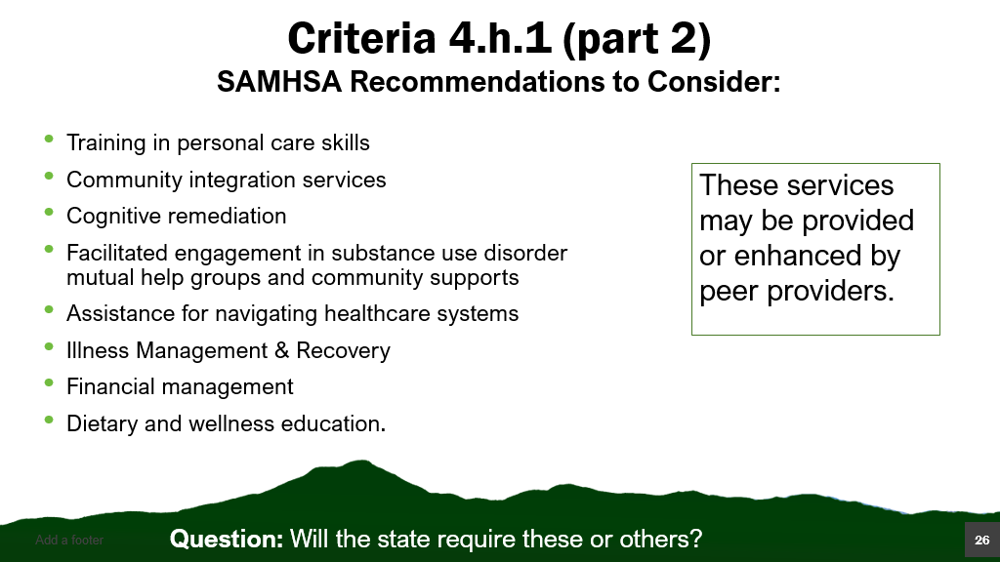 Criteria 4.h.1 (part 2)
SAMHSA Recommendations to Consider:
• Training in personal care skills
• Community integration services
• Cognitive remediation
• Facilitated engagement in substance use disorder
mutual help groups and community supports
• Assistance for navigating healthcare systems
• Illness Management & Recovery
• Financial management
• Dietary and wellness education.
These services
may be provided
or enhanced by
peer providers.
Add a footer
Question: Will the state require these or others?
26